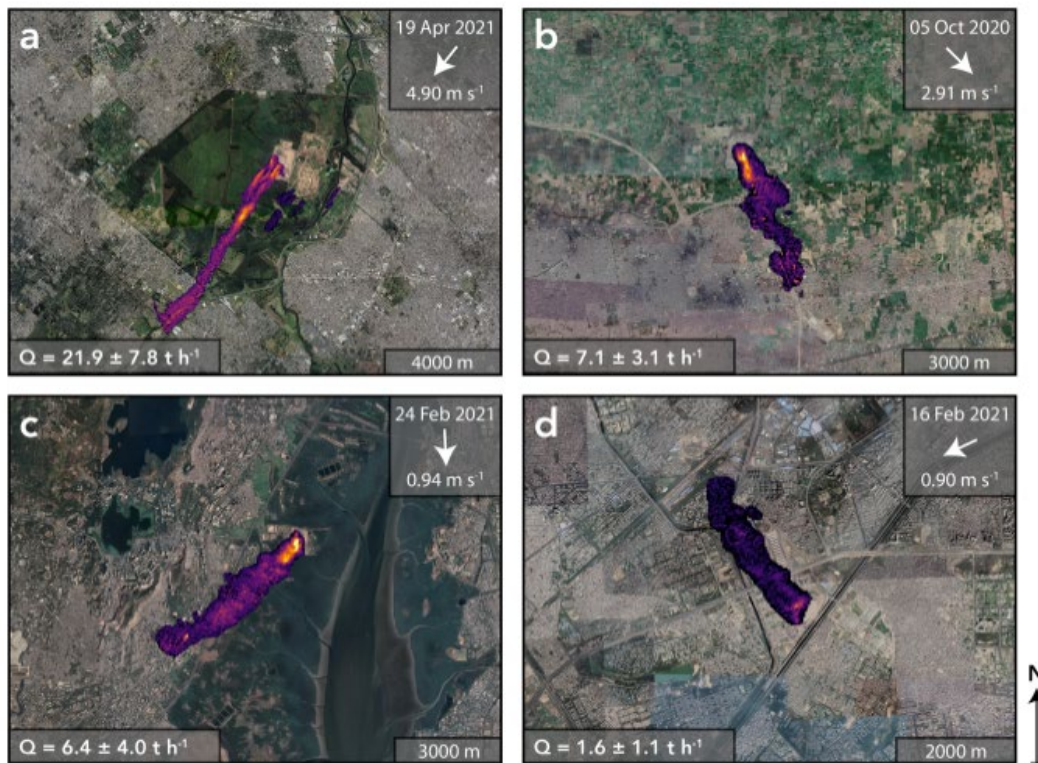 a
19 Apr 2021
4.90 m s⁻¹
Q = 21.9 ± 7.8 t h⁻¹
4000 m
b
05 Oct 2020
2.91 m s⁻¹
Q = 7.1 ± 3.1 t h⁻¹
3000 m
c
24 Feb 2021
0.94 m s⁻¹
Q = 6.4 ± 4.0 t h⁻¹
3000 m
d
16 Feb 2021
0.90 m s⁻¹
Q = 1.6 ± 1.1 t h⁻¹
2000 m
N